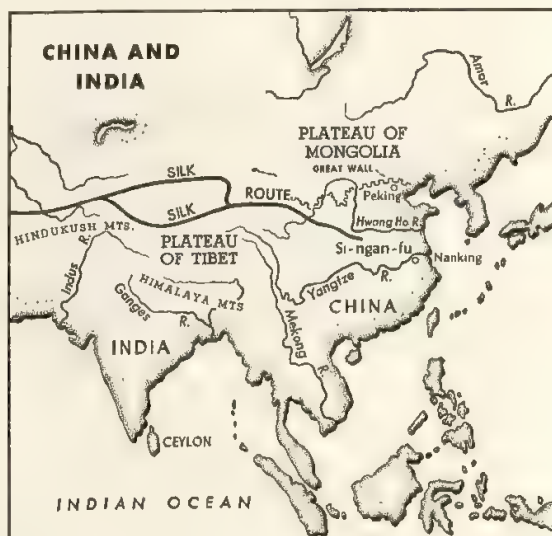 CHINA AND
INDIA
Amor
R.
PLATEAU OF
MONGOLIA
GREAT WALL
Peking
SILK
ROUTE
SILK
Hwang Ho R.
HINDUKUSH MTS.
PLATEAU
OF TIBET
Si-ngan-fu
Nanking
Indus
R.
HIMALAYA MTS
Ganges
R.
Yangtze
R.
CHINA
Mekong
R.
INDIA
CEYLON
INDIAN OCEAN